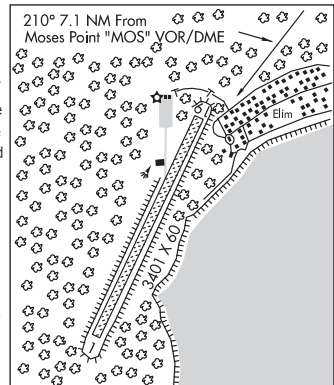 210° 7.1 NM From
Moses Point "MOS" VOR/DME
Elim
3401 X 60
1